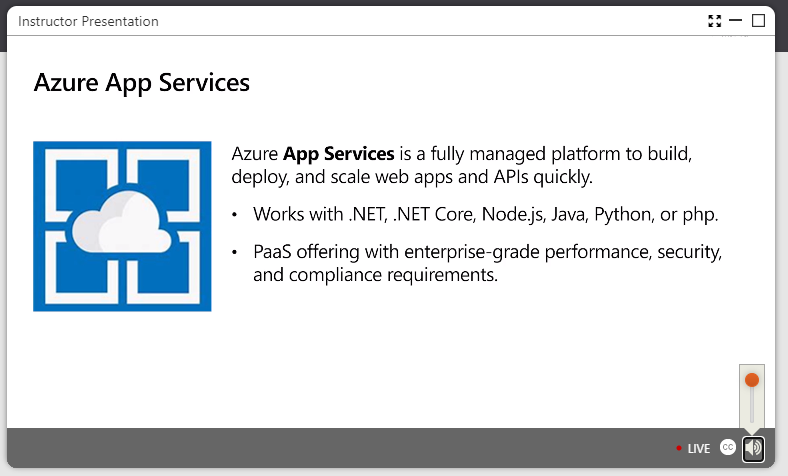 Instructor Presentation
Azure App Services
Azure App Services is a fully managed platform to build,
deploy, and scale web apps and APIs quickly.
• Works with .NET, .NET Core, Node.js, Java, Python, or php.
• PaaS offering with enterprise-grade performance, security,
and compliance requirements.
LIVE
CC